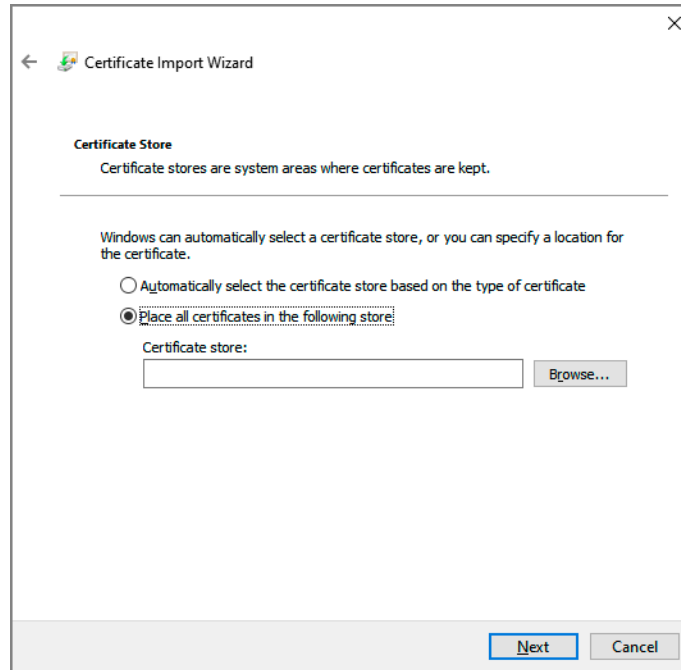 Certificate Import Wizard
Certificate Store
Certificate stores are system areas where certificates are kept.
Windows can automatically select a certificate store, or you can specify a location for
the certificate.
Automatically select the certificate store based on the type of certificate
Place all certificates in the following store
Certificate store:
Browse...
Next
Cancel